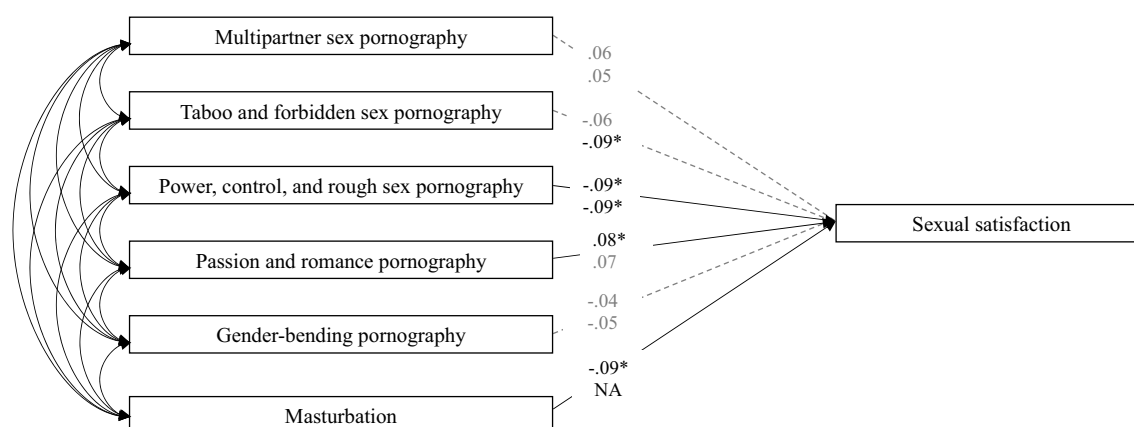 Multipartner sex pornography
.06
.05
Taboo and forbidden sex pornography
-.06
-.09*
Power, control, and rough sex pornography
-.09*
-.09*
Sexual satisfaction
Passion and romance pornography
.08*
.07
Gender-bending pornography
-.04
-.05
Masturbation
-.09*
NA